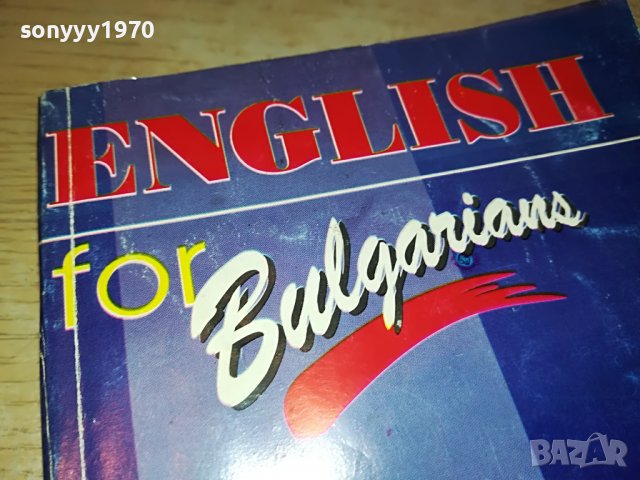 sonyyy1970
ENGLISH
for
Bulgarians
BAZAR